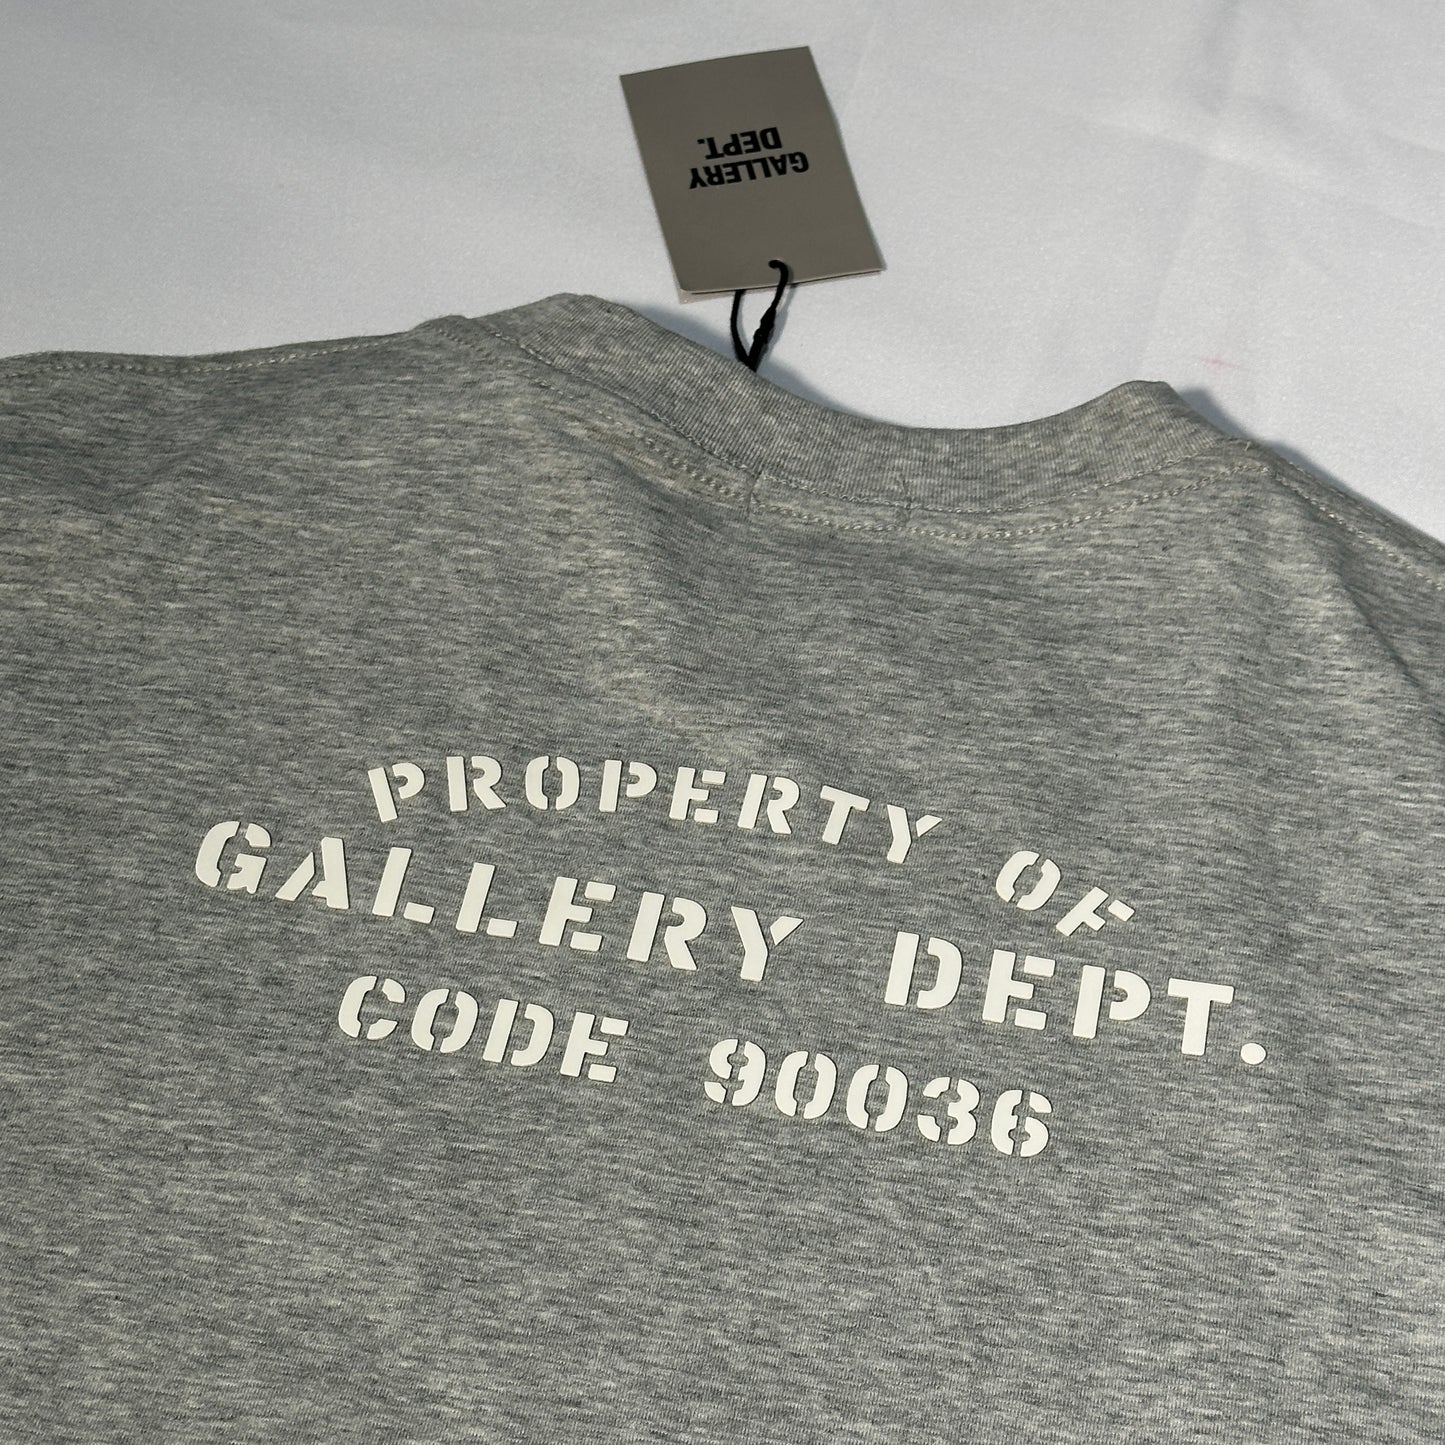 GALLERY
DEPT.
PROPERTY OF
GALLERY DEPT.
CODE 90036